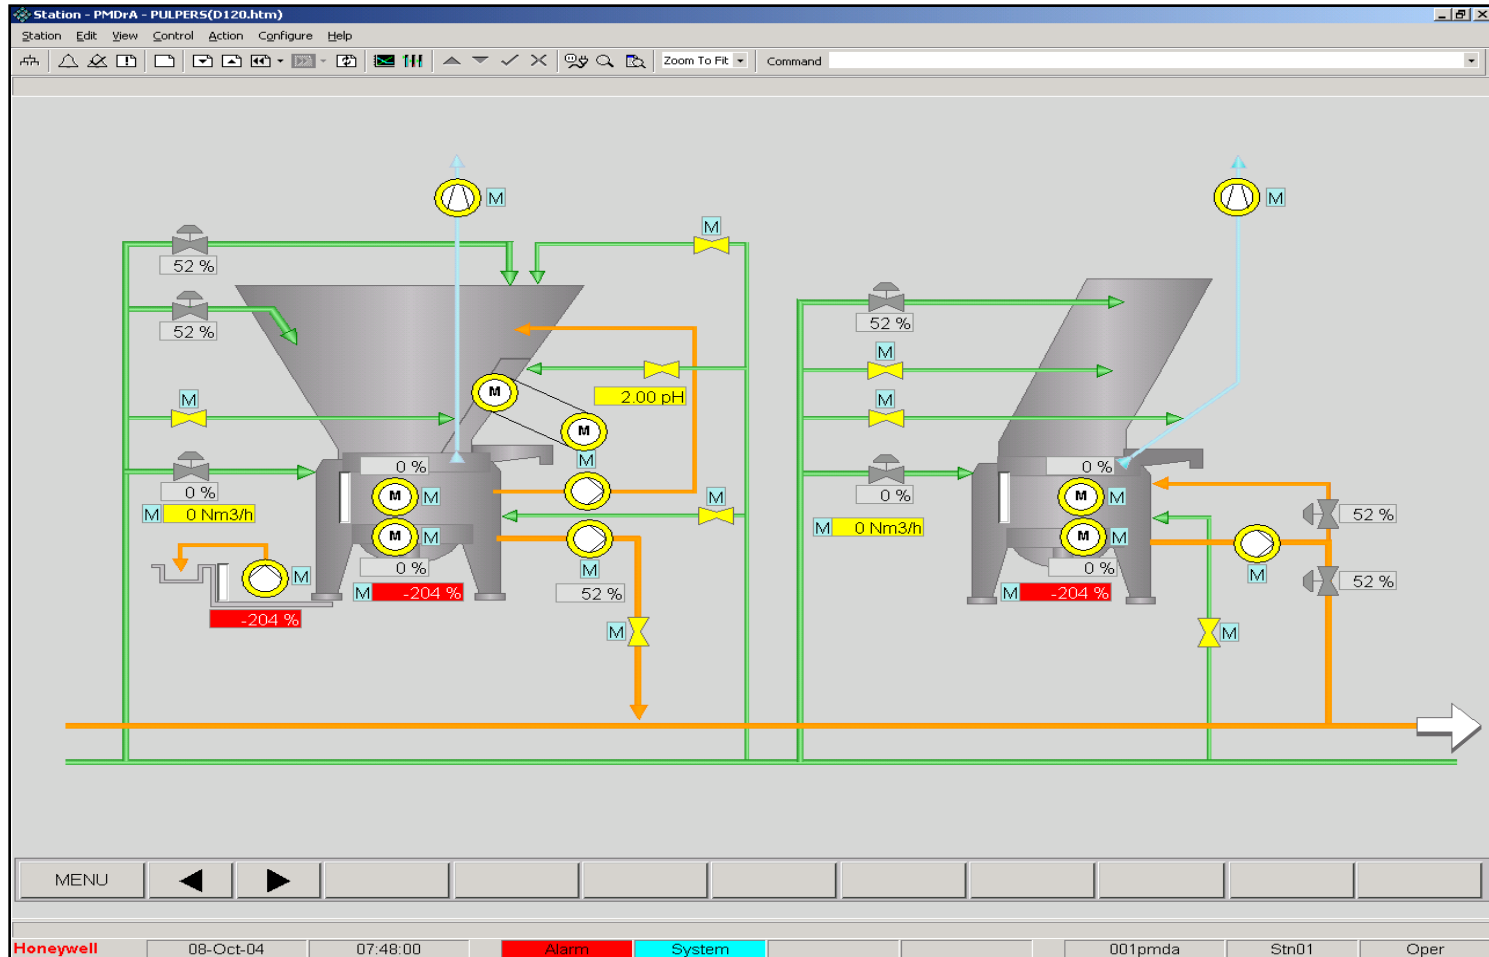 Station - PMDrA - PULPERS(D120.htm)
Station Edit View Control Action Configure Help
Zoom To Fit Command
M M
M
52 %
52 % 52 %
M
M 2.00 pH
M M M
M
0 % 0 %
0 % M M M 0 % M M
M 0 Nm3/h 52 %
M 0 Nm3/h
M M M M
0 % M 0 % M
M 52 %
M -204 % 52 % M -204 %
-204 %
M M
MENU
Honeywell 08-Oct-04 07:48:00 Alarm System 001pmda Stn01 Oper